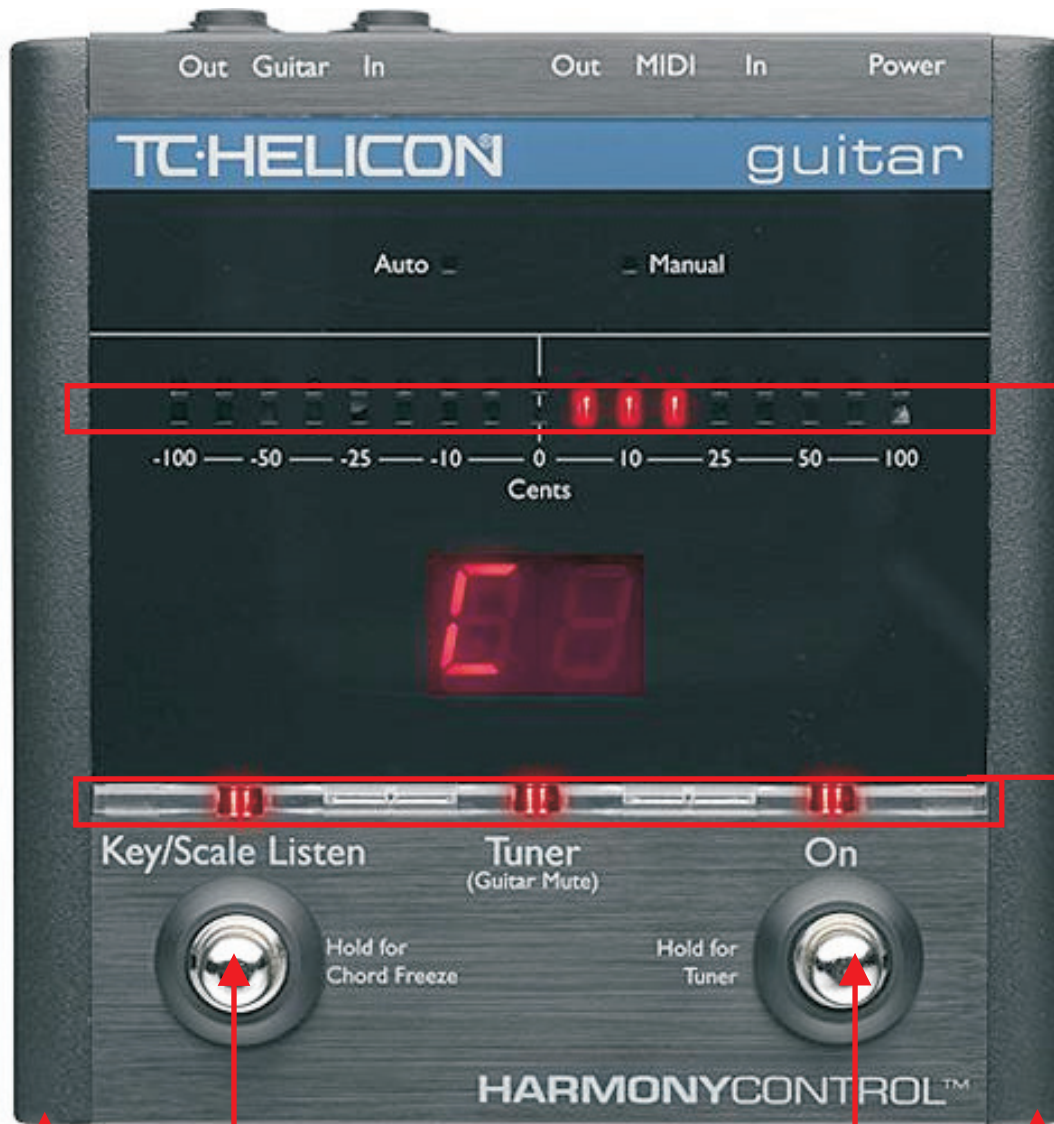 Out Guitar In Out MIDI In Power
TC·HELICON® guitar
Auto Manual
-100 -50 -25 -10 0 10 25 50 100
Cents
C
Key/Scale Listen Tuner On
(Guitar Mute)
Hold for Chord Freeze
Hold for Tuner
HARMONYCONTROL™